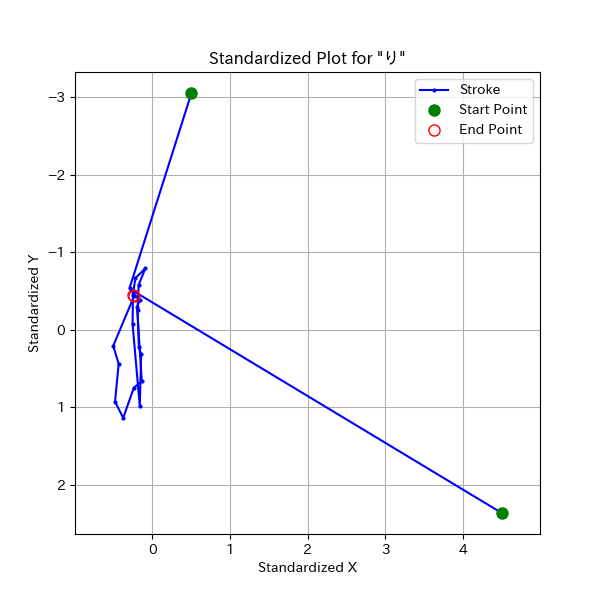 Standardized Plot for "り"
Stroke
Start Point
End Point
Standardized Y
−3
−2
−1
0
1
2
0 1 2 3 4
Standardized X